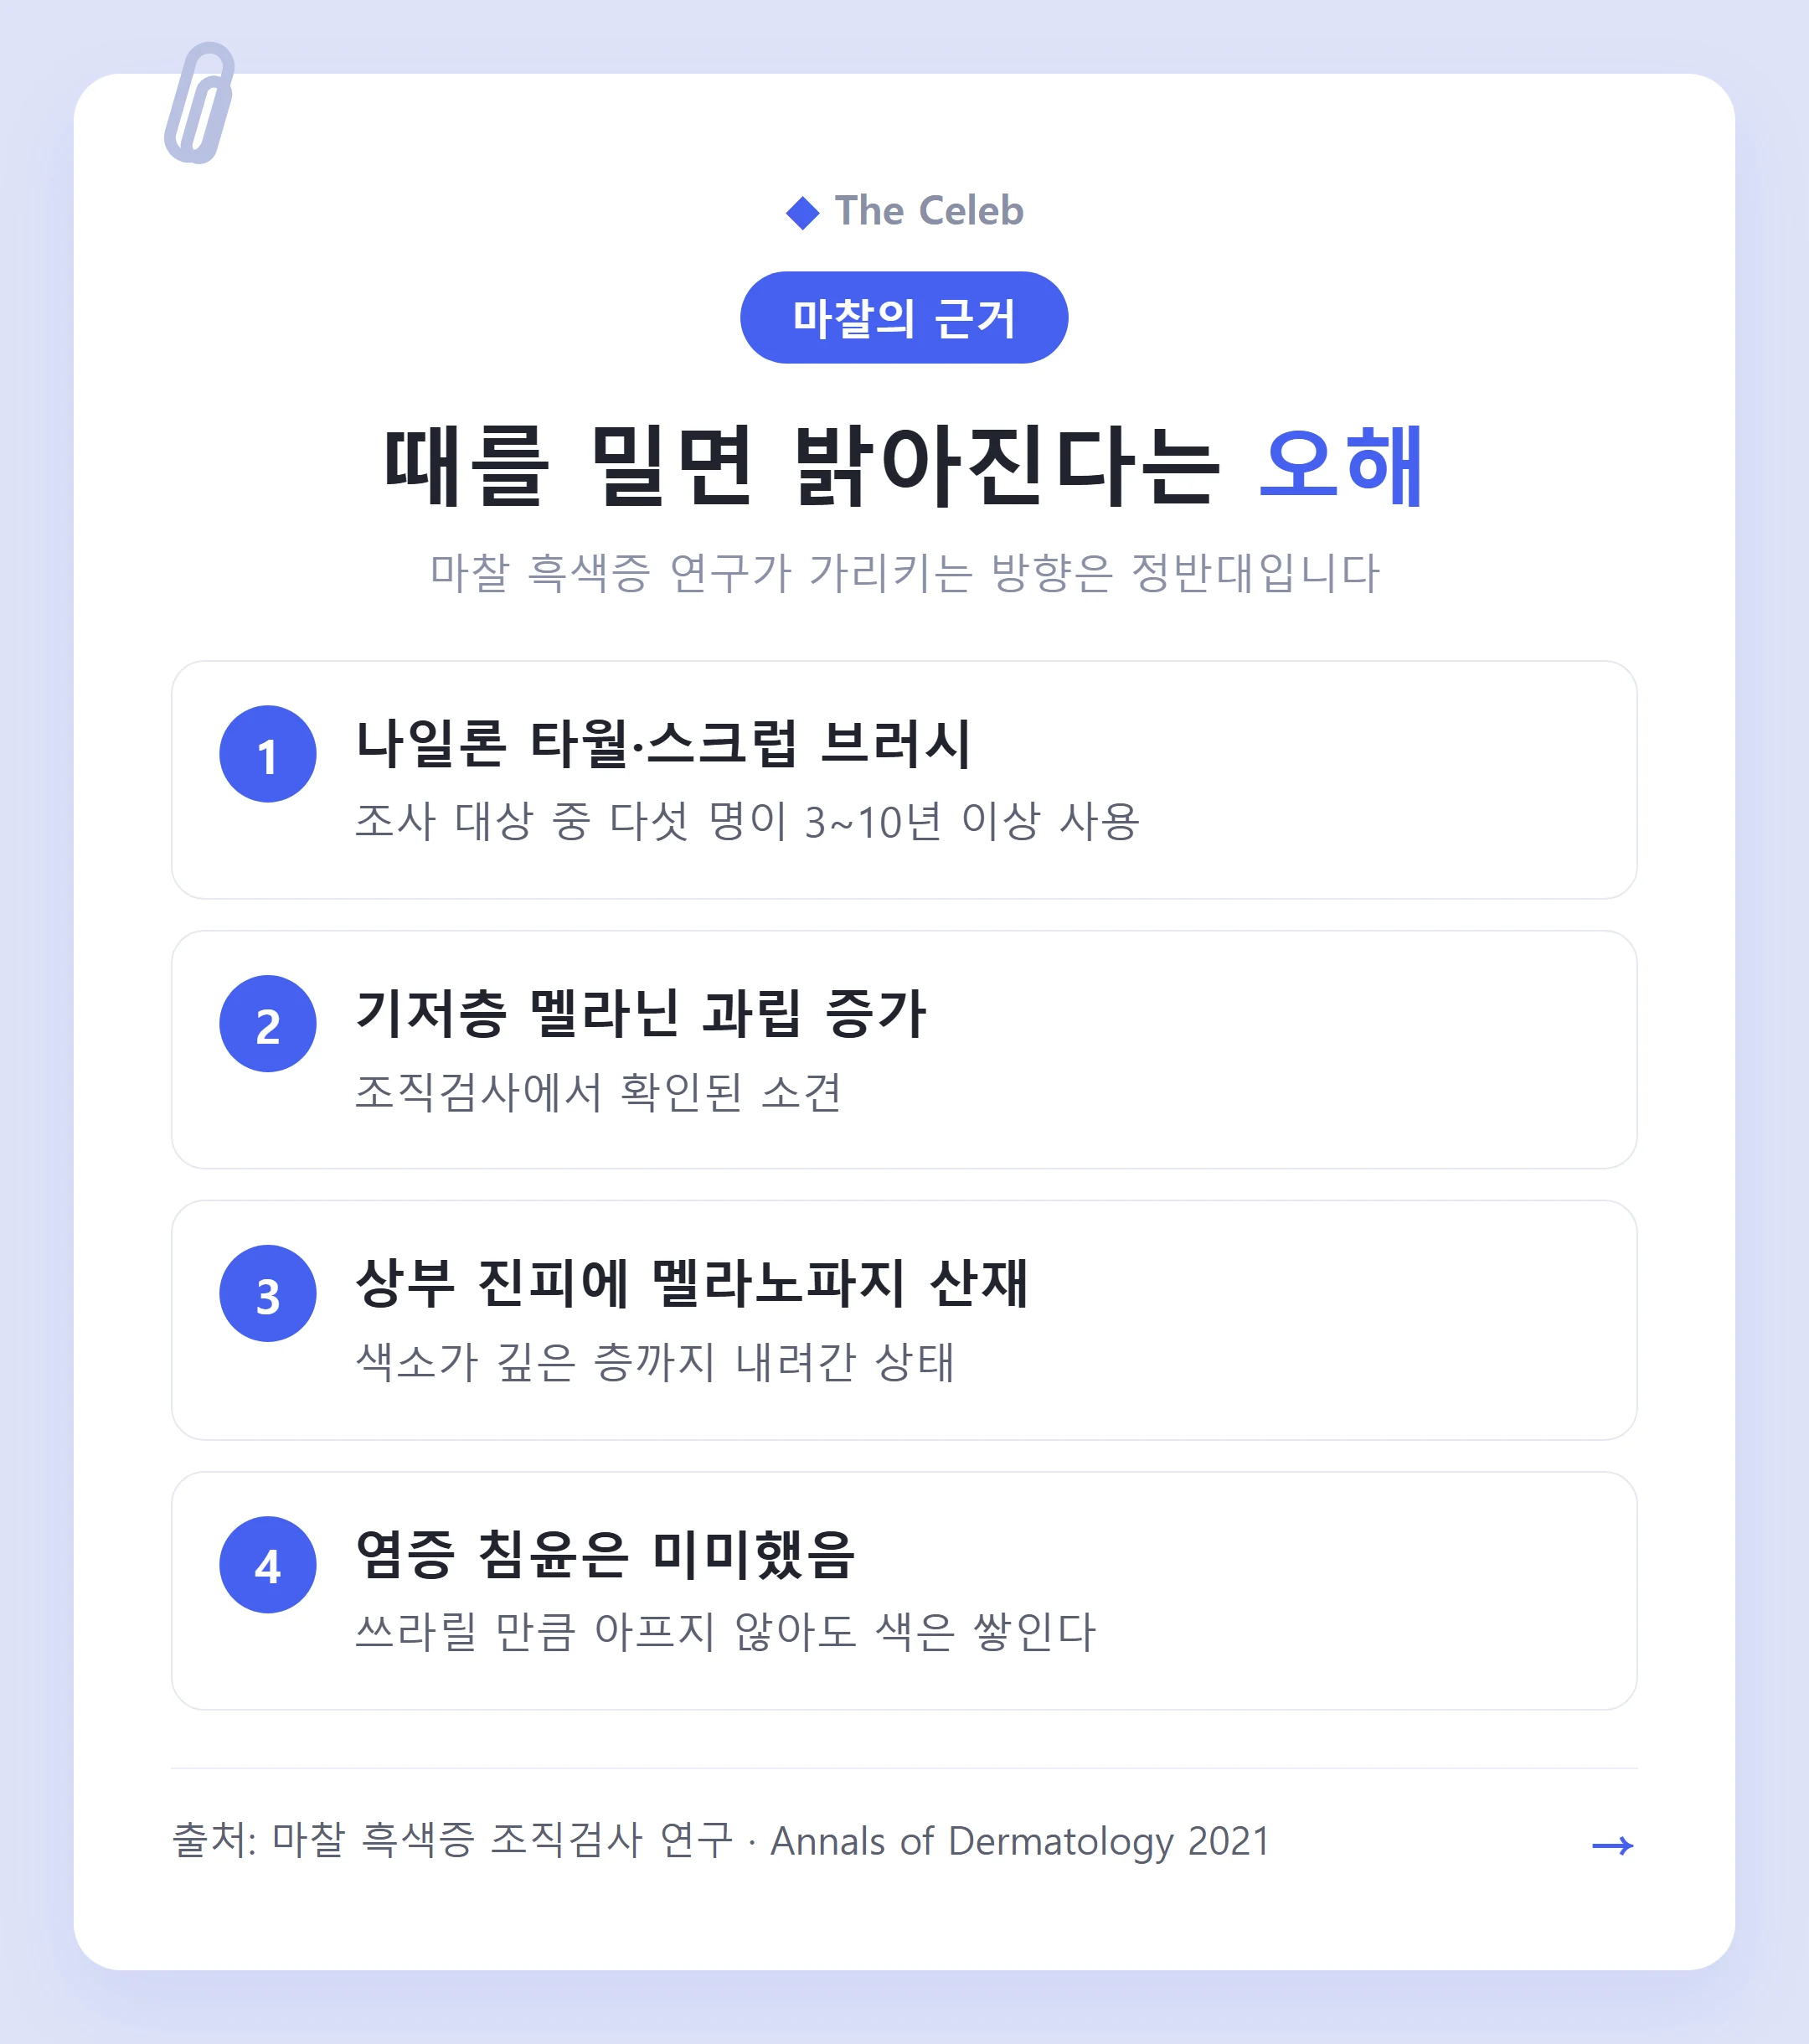 ◆ The Celeb
마찰의 근거
때를 밀면 밝아진다는 오해
마찰 흑색증 연구가 가리키는 방향은 정반대입니다
1
나일론 타월·스크럽 브러시
조사 대상 중 다섯 명이 3~10년 이상 사용
2
기저층 멜라닌 과립 증가
조직검사에서 확인된 소견
3
상부 진피에 멜라노파지 산재
색소가 깊은 층까지 내려간 상태
4
염증 침윤은 미미했음
쓰라릴 만큼 아프지 않아도 색은 쌓인다
출처: 마찰 흑색증 조직검사 연구 · Annals of Dermatology 2021 →